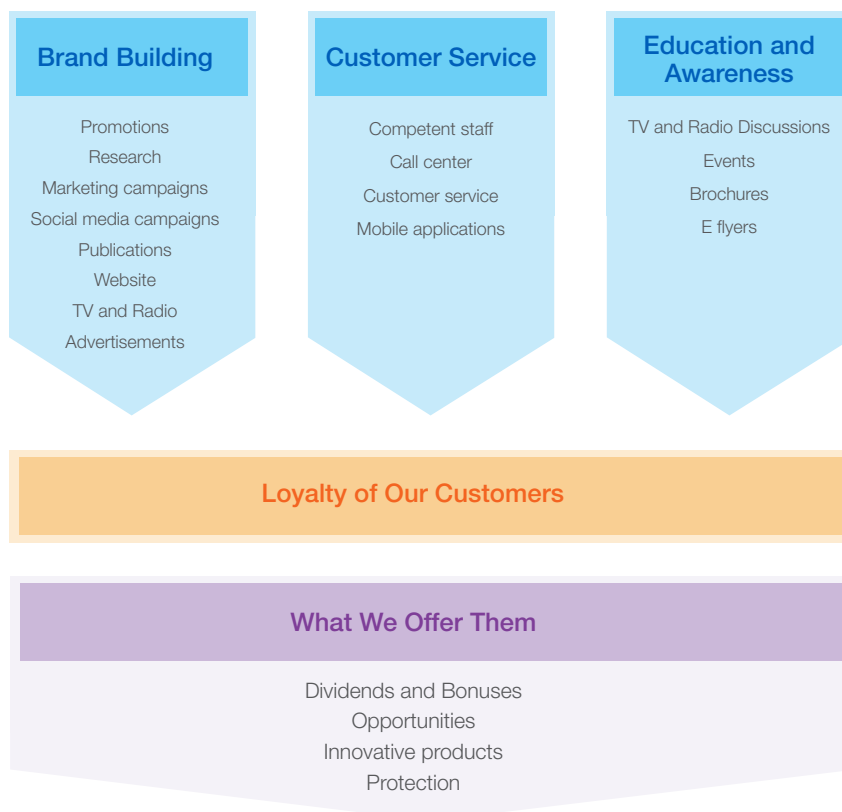 Brand Building
Promotions
Research
Marketing campaigns
Social media campaigns
Publications
Website
TV and Radio
Advertisements
Customer Service
Competent staff
Call center
Customer service
Mobile applications
Education and
Awareness
TV and Radio Discussions
Events
Brochures
E flyers
Loyalty of Our Customers
What We Offer Them
Dividends and Bonuses
Opportunities
Innovative products
Protection